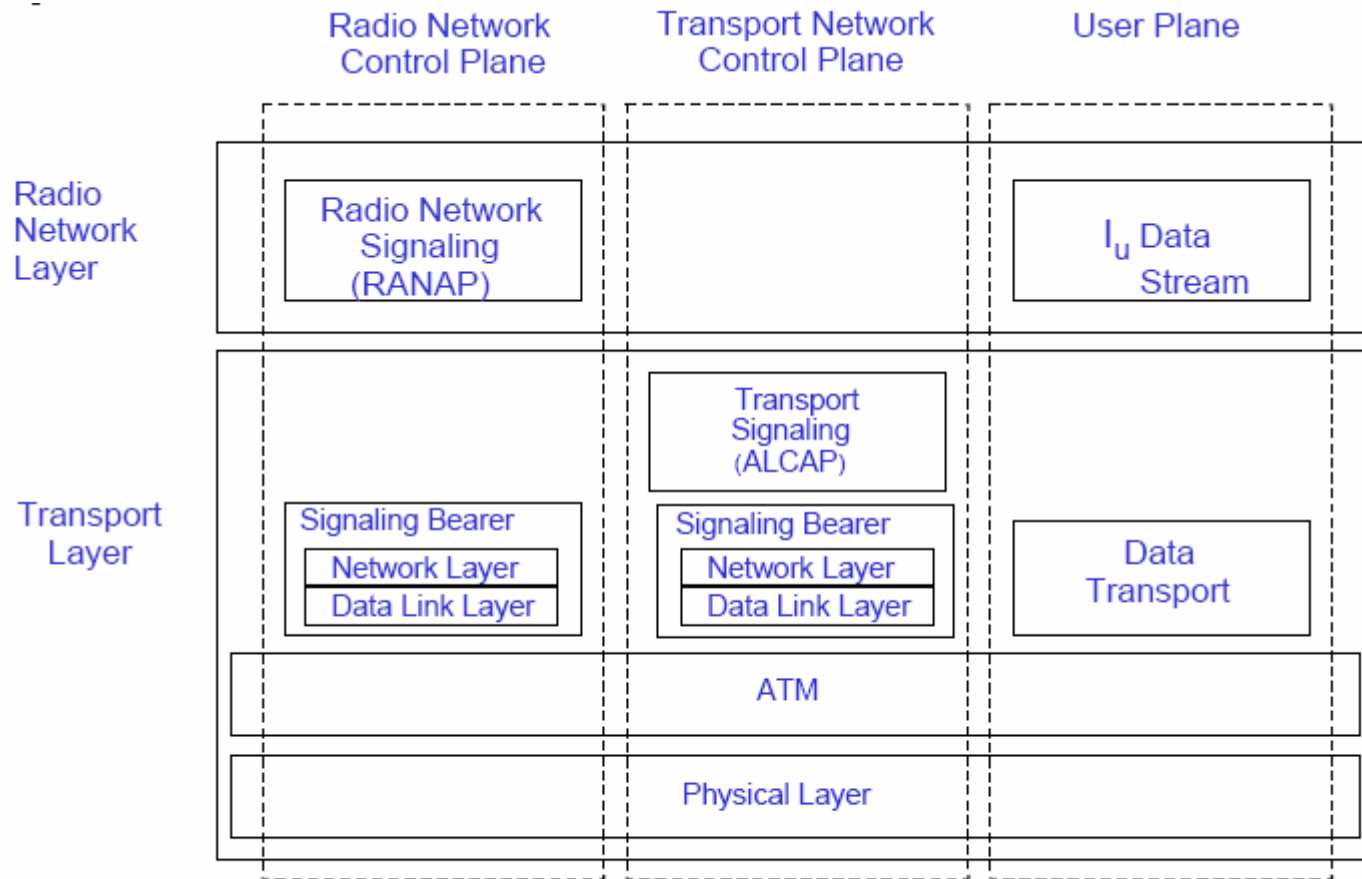 Radio Network
Control Plane
Transport Network
Control Plane
User Plane
Radio
Network
Layer
Radio Network
Signaling
(RANAP)
Iu Data
Stream
Transport
Layer
Transport
Signaling
(ALCAP)
Signaling Bearer
Network Layer
Data Link Layer
Signaling Bearer
Network Layer
Data Link Layer
Data
Transport
ATM
Physical Layer